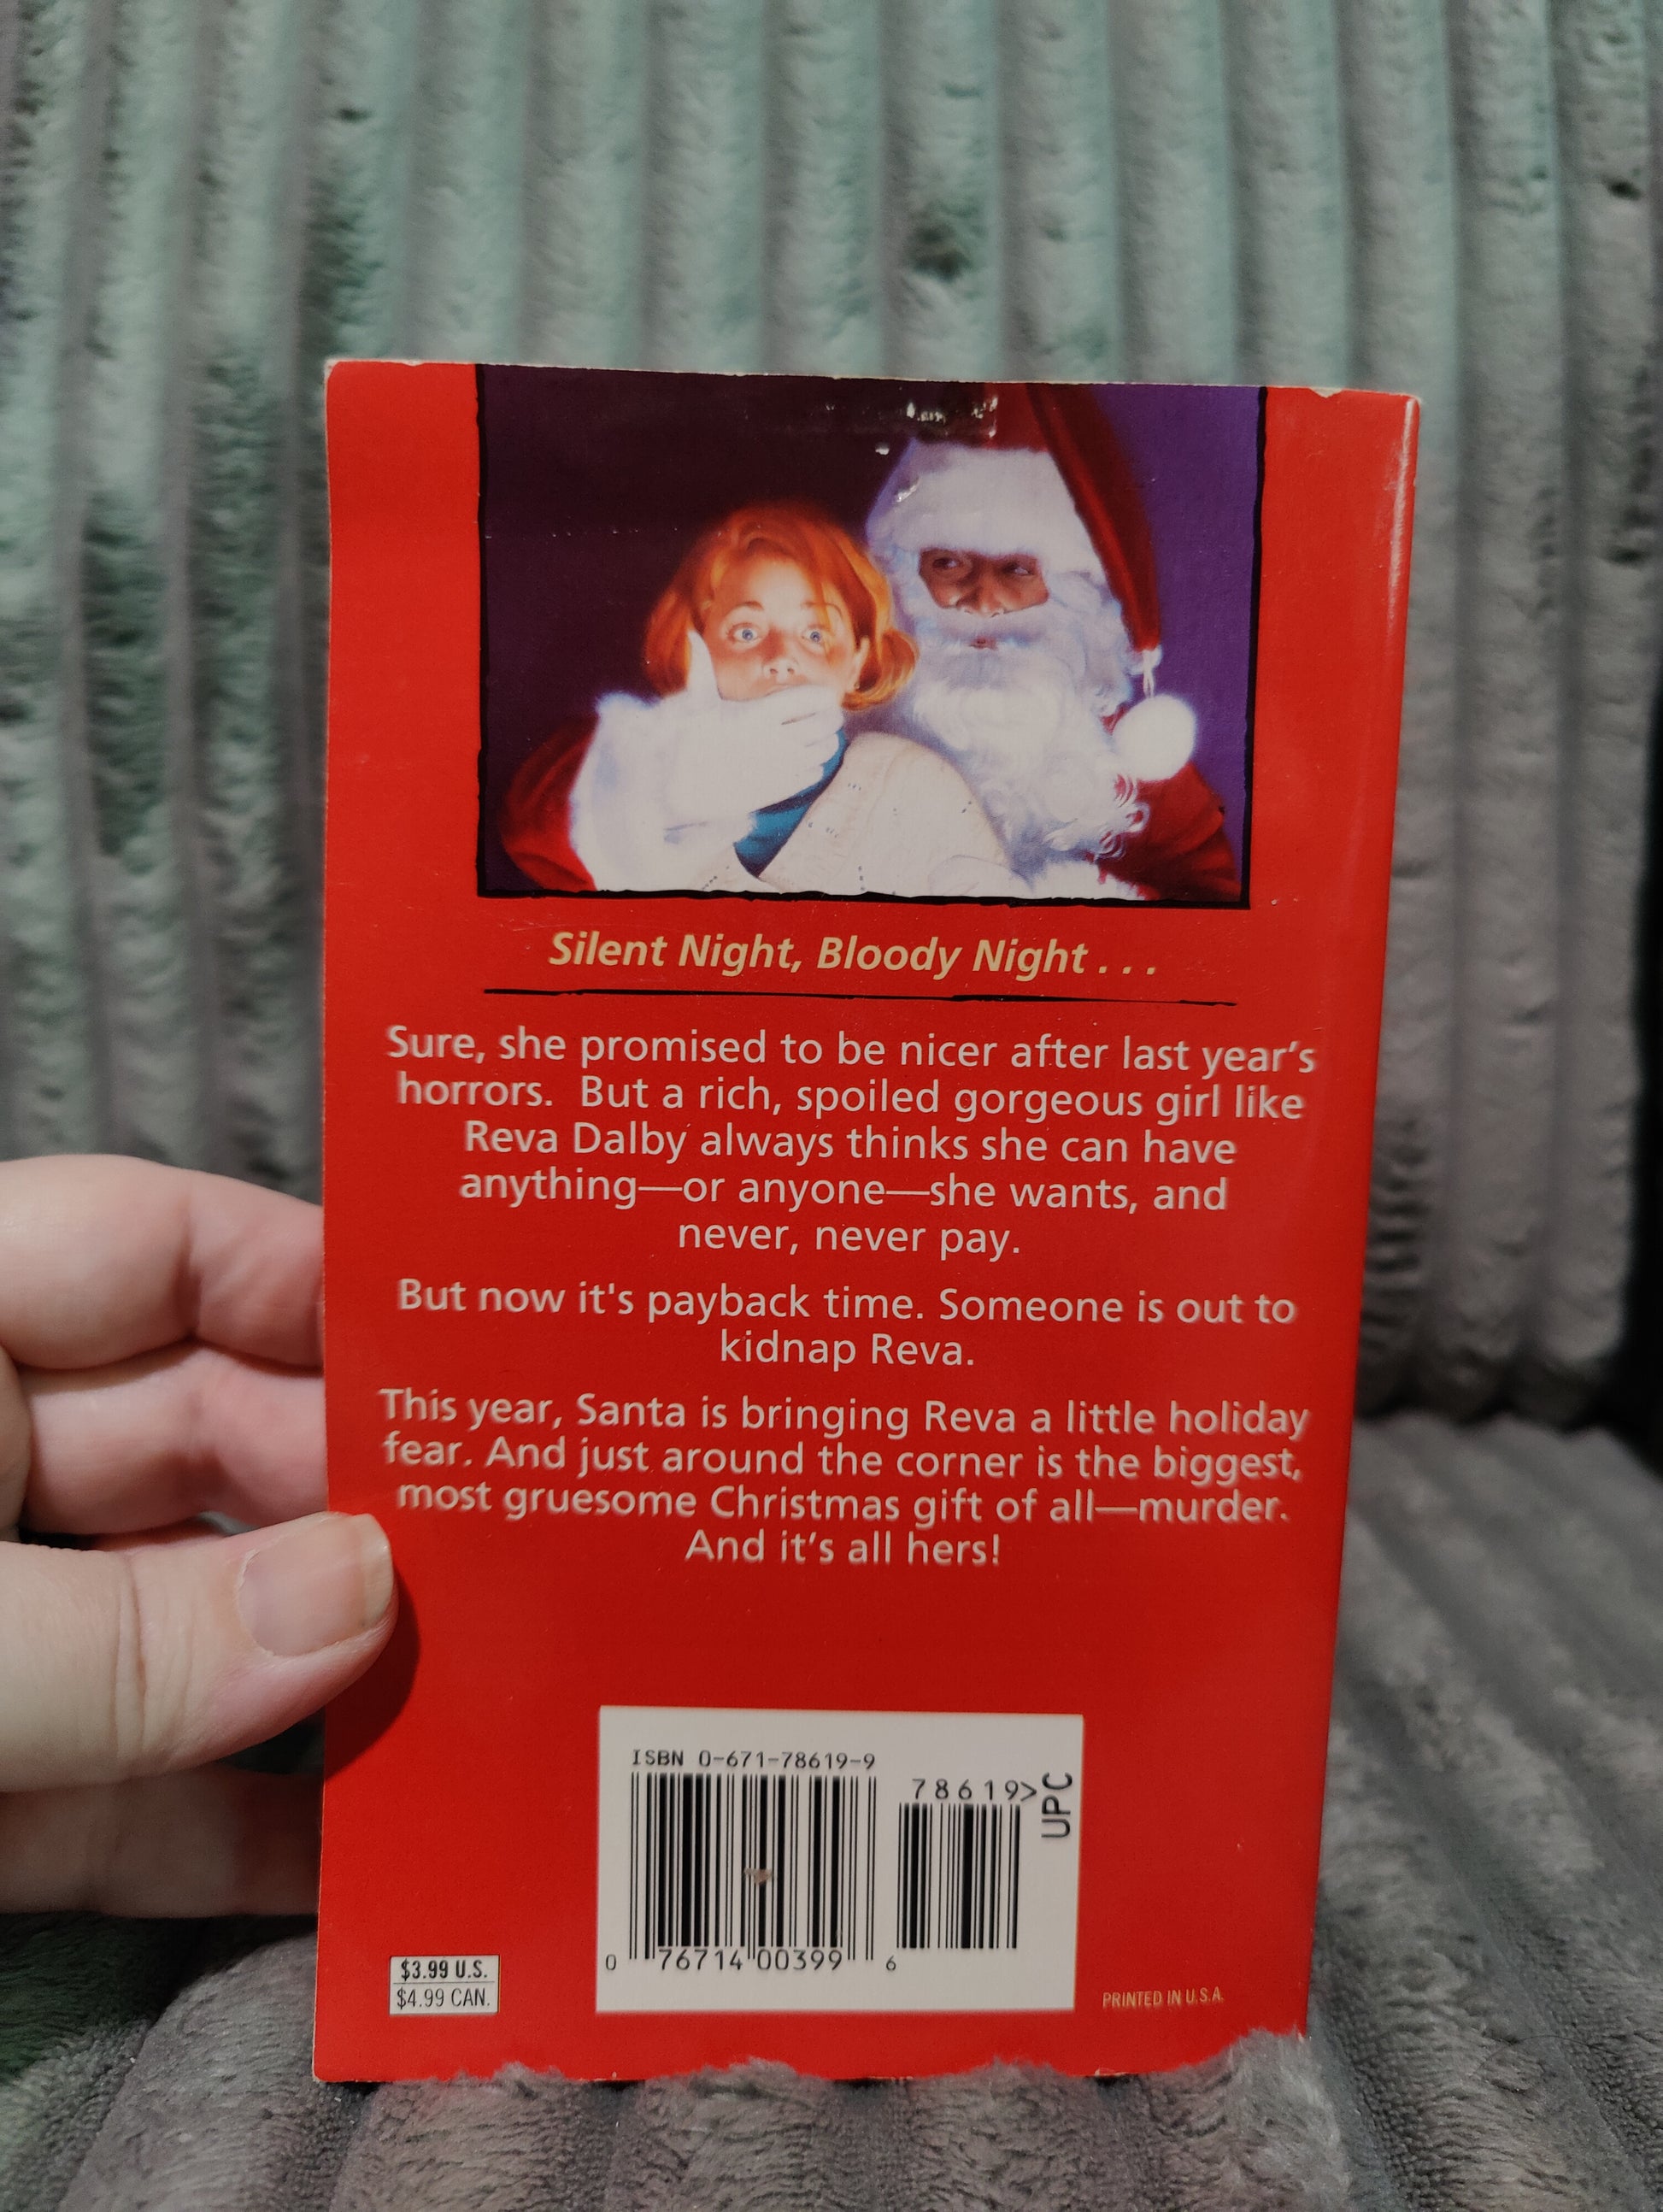 Silent Night, Bloody Night . . .
Sure, she promised to be nicer after last year's
horrors. But a rich, spoiled gorgeous girl like
Reva Dalby always thinks she can have
anything—or anyone—she wants, and
never, never pay.
But now it's payback time. Someone is out to
kidnap Reva.
This year, Santa is bringing Reva a little holiday
fear. And just around the corner is the biggest,
most gruesome Christmas gift of all—murder.
And it's all hers!
ISBN 0-671-78619-9
78619>
UPC
0 76714 00399 6
$3.99 U.S.
$4.99 CAN.
PRINTED IN U.S.A.